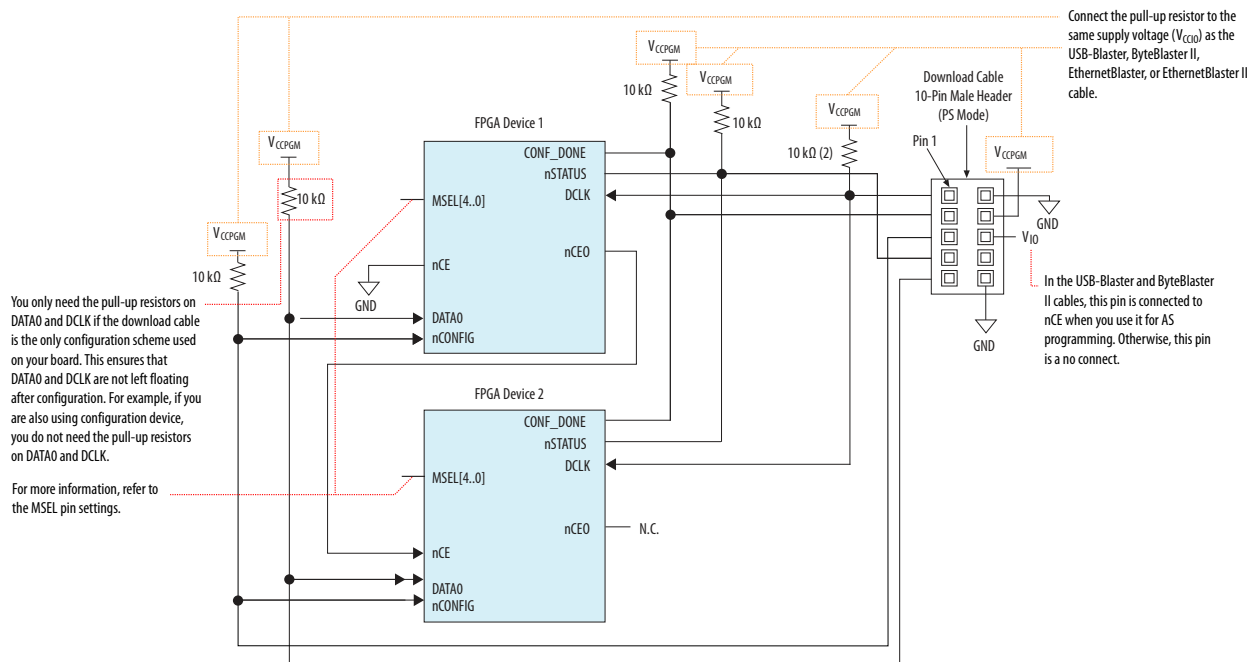 Connect the pull-up resistor to the
same supply voltage (VCCIO) as the
USB-Blaster, ByteBlaster II,
EthernetBlaster, or EthernetBlaster II
cable.
VCCPGM
10 kΩ
VCCPGM
10 kΩ
VCCPGM
10 kΩ (2)
Download Cable
10-Pin Male Header
(PS Mode)
Pin 1
VCCPGM
GND
VIO
GND
In the USB-Blaster and ByteBlaster
II cables, this pin is connected to
nCE when you use it for AS
programming. Otherwise, this pin
is a no connect.
VCCPGM
10 kΩ
VCCPGM
10 kΩ
You only need the pull-up resistors on
DATA0 and DCLK if the download cable
is the only configuration scheme used
on your board. This ensures that
DATA0 and DCLK are not left floating
after configuration. For example, if you
are also using configuration device,
you do not need the pull-up resistors
on DATA0 and DCLK.
For more information, refer to
the MSEL pin settings.
FPGA Device 1
CONF_DONE
nSTATUS
DCLK
MSEL[4..0]
nCEO
nCE
GND
DATA0
nCONFIG
FPGA Device 2
CONF_DONE
nSTATUS
DCLK
MSEL[4..0]
nCEO
N.C.
nCE
DATA0
nCONFIG